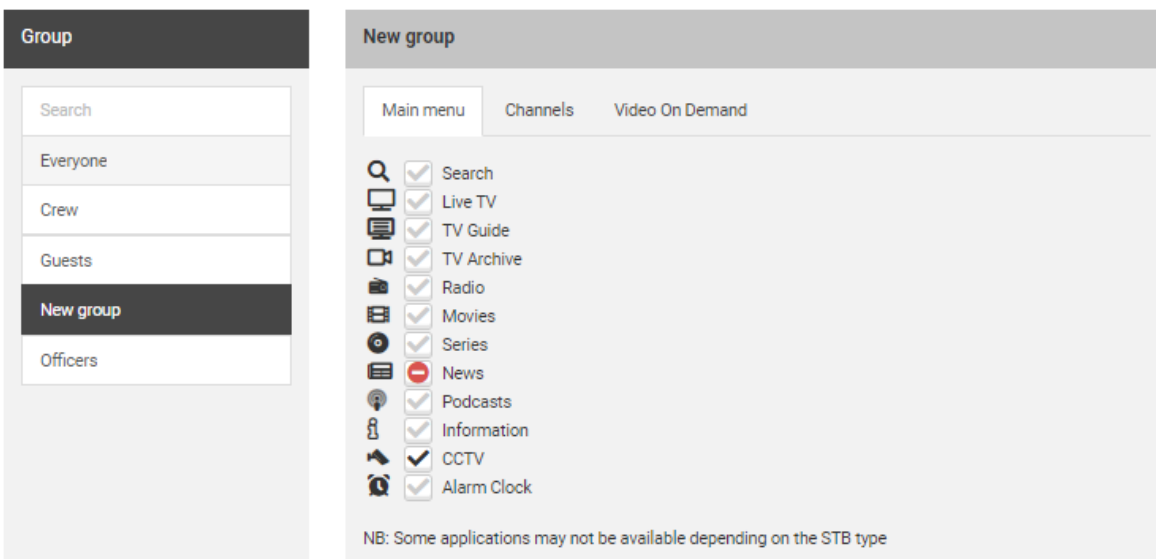 Group
Search
Everyone
Crew
Guests
New group
Officers
New group
Main menu Channels Video On Demand
Search
Live TV
TV Guide
TV Archive
Radio
Movies
Series
News
Podcasts
Information
CCTV
Alarm Clock
NB: Some applications may not be available depending on the STB type